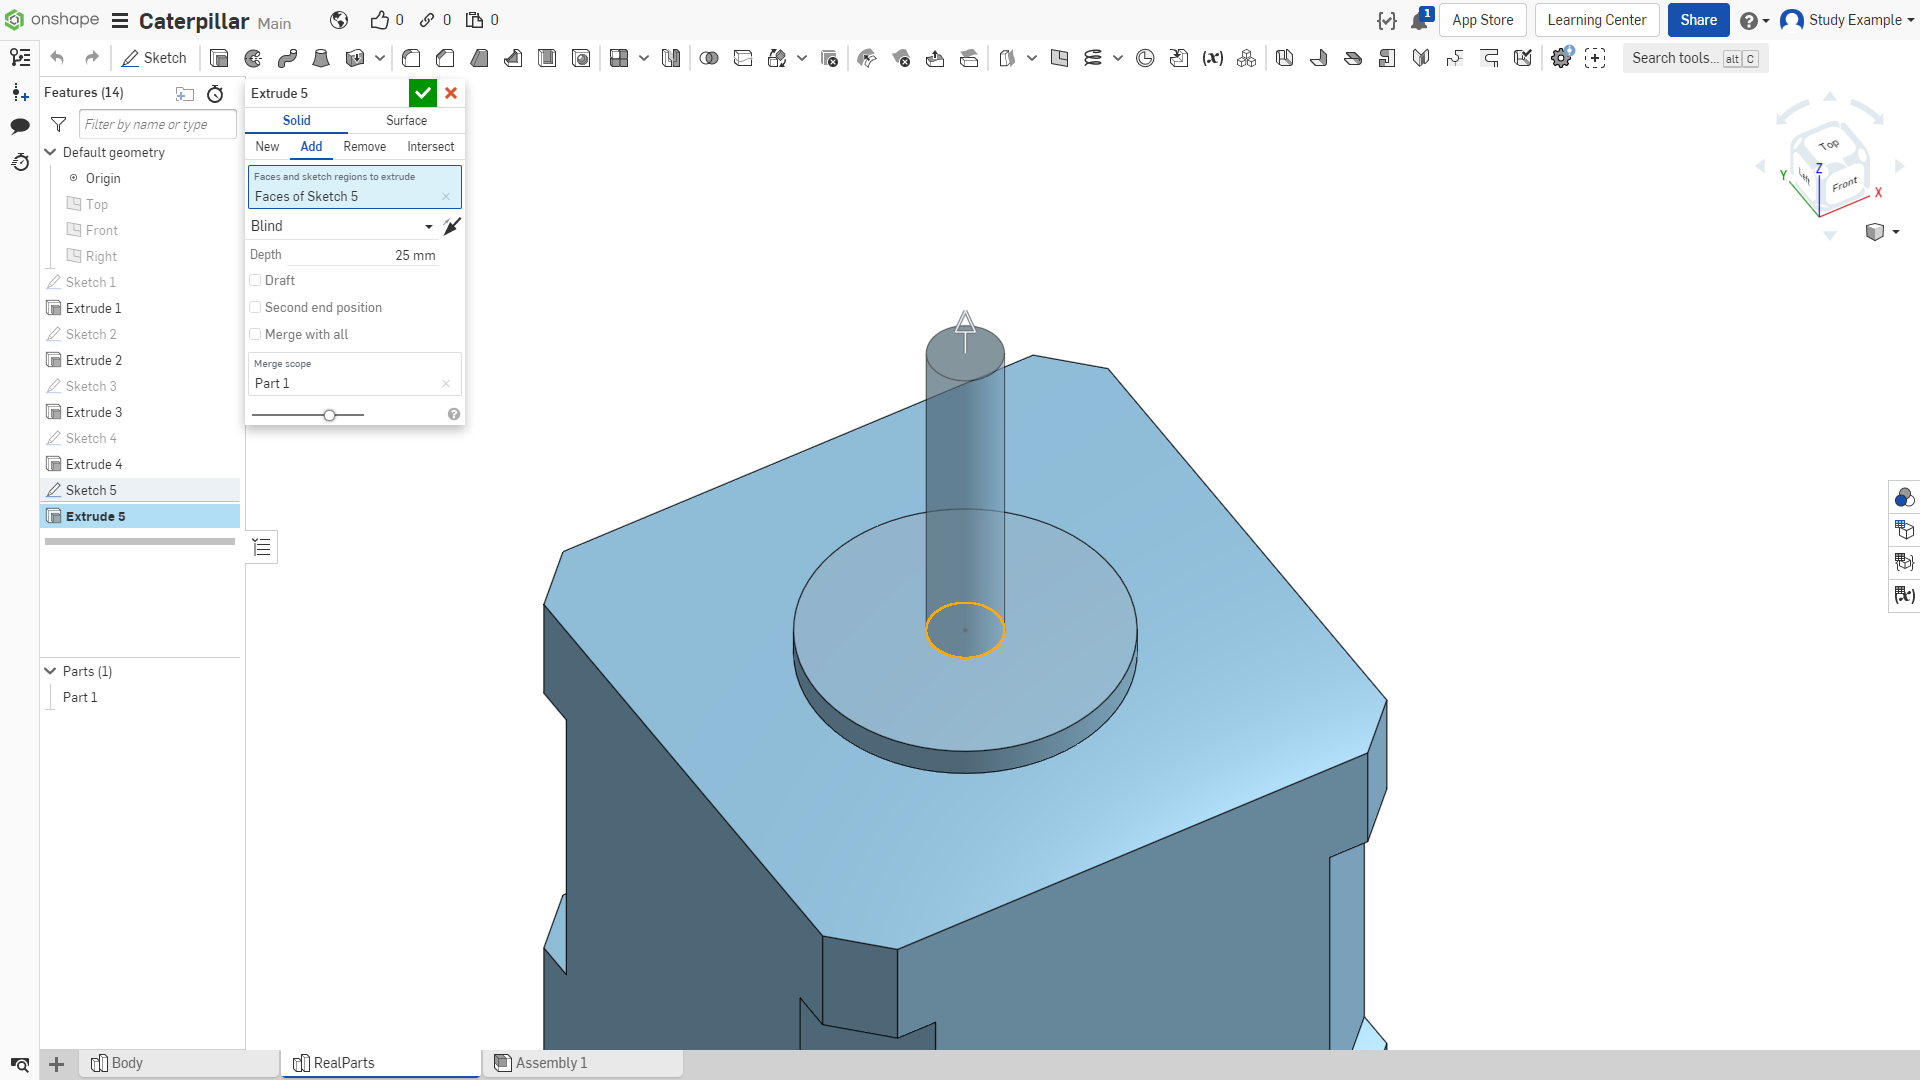 onshape Caterpillar Main 0 0 0 1 App Store Learning Center Share Study Example
Sketch Search tools... alt C
Features (14)
Filter by name or type
Default geometry
Origin
Top
Front
Right
Sketch 1
Extrude 1
Sketch 2
Extrude 2
Sketch 3
Extrude 3
Sketch 4
Extrude 4
Sketch 5
Extrude 5
Parts (1)
Part 1
Extrude 5
Solid Surface
New Add Remove Intersect
Faces and sketch regions to extrude
Faces of Sketch 5
Blind
Depth 25 mm
Draft
Second end position
Merge with all
Merge scope
Part 1
Top
Left Front
Z
Y
X
Body RealParts Assembly 1